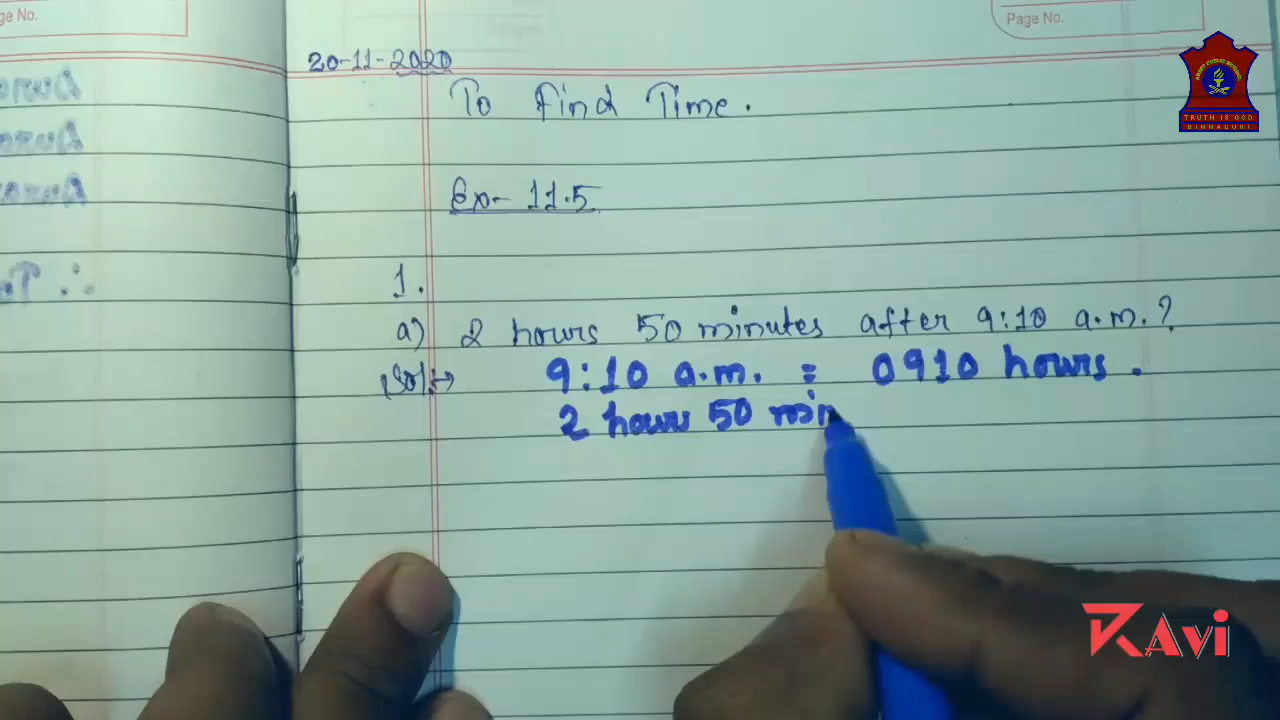 ge No.
Page No.
20-11-2020
To Find Time.
Ex- 11.5
1.
a) 2 hours 50 minutes after 9:10 a.m.?
Sol:→ 9:10 a.m. = 0910 hours.
2 hours 50 min
TRUTH IS GOD
BINNAGURI
RAvi